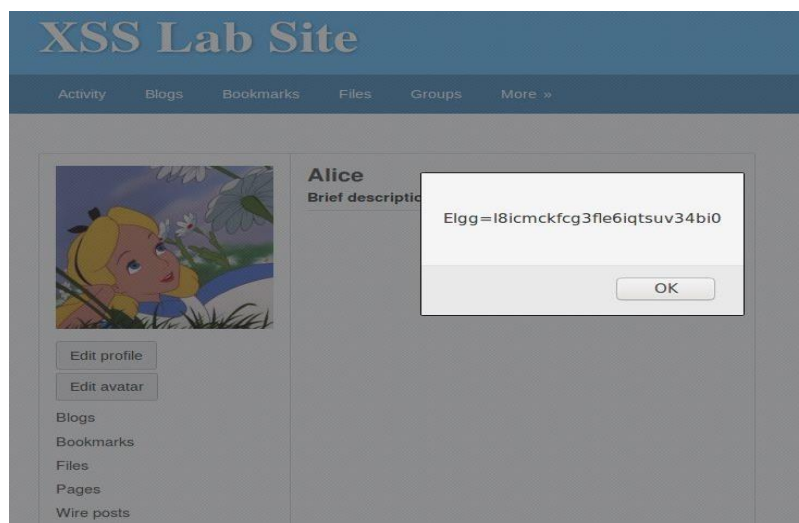 XSS Lab Site
Activity Blogs Bookmarks Files Groups More »
Alice
Brief descriptio
Elgg=l8icmckfcg3fle6iqtsuv34bi0
OK
Edit profile
Edit avatar
Blogs
Bookmarks
Files
Pages
Wire posts